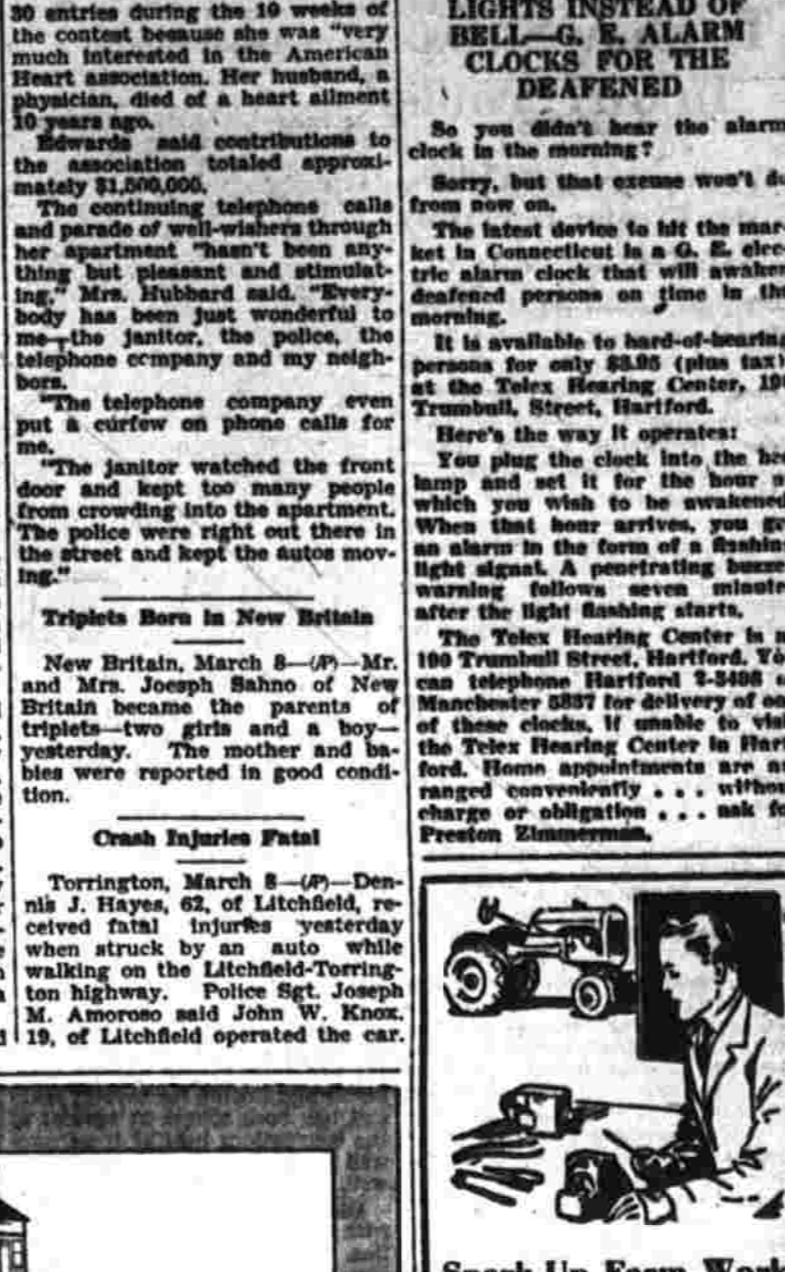 30 entries during the 10 weeks of
the contest because she was "very
much interested in the American
Heart association. Her husband, a
physician, died of a heart ailment
10 years ago.
Edwards said contributions to
the association totaled approxi-
mately $1,500,000.
The continuing telephone calls
and parade of well-wishers through
her apartment "hasn't been any-
thing but pleasant and stimulat-
ing," Mrs. Hubbard said. "Every-
body has been just wonderful to
me—the janitor, the police, the
telephone company and my neigh-
bors.
"The telephone company even
put a curfew on phone calls for
me.
"The janitor watched the front
door and kept too many people
from crowding into the apartment.
The police were right out there in
the street and kept the autos mov-
ing."
Triplets Born in New Britain
New Britain, March 8—(AP)—Mr.
and Mrs. Joesph Sahno of New
Britain became the parents of
triplets—two girls and a boy—
yesterday. The mother and ba-
bies were reported in good condi-
tion.
Crash Injuries Fatal
Torrington, March 8—(AP)—Den-
nis J. Hayes, 62, of Litchfield, re-
ceived fatal injuries yesterday
when struck by an auto while
walking on the Litchfield-Torring-
ton highway. Police Sgt. Joseph
M. Amoroso said John W. Knox,
19, of Litchfield operated the car.
LIGHTS INSTEAD OF
BELL—G. E. ALARM
CLOCKS FOR THE
DEAFENED
So you didn't hear the alarm
clock in the morning?
Sorry, but that excuse won't d
from now on.
The latest device to hit the mar-
ket in Connecticut is a G. E. elec-
tric alarm clock that will awaken
deafened persons on time in the
morning.
It is available to hard-of-hearing
persons for only $8.95 (plus tax)
at the Telex Hearing Center, 19
Trumbull, Street, Hartford.
Here's the way it operates:
You plug the clock into the be
lamp and set it for the hour a
which you wish to be awakened
When that hour arrives, you ge
an alarm in the form of a flashin
light signal. A penetrating buzze
warning follows seven minute
after the light flashing starts.
The Telex Hearing Center is a
190 Trumbull Street, Hartford. Yo
can telephone Hartford
Manchester 5837 for delivery of on
of these clocks, if unable to visi
the Telex Hearing Center in Hart
ford. Home appointments are ar
ranged conveniently . . . withou
charge or obligation . . . ask fo
Preston Zimmerman.
Speed Up Farm Work